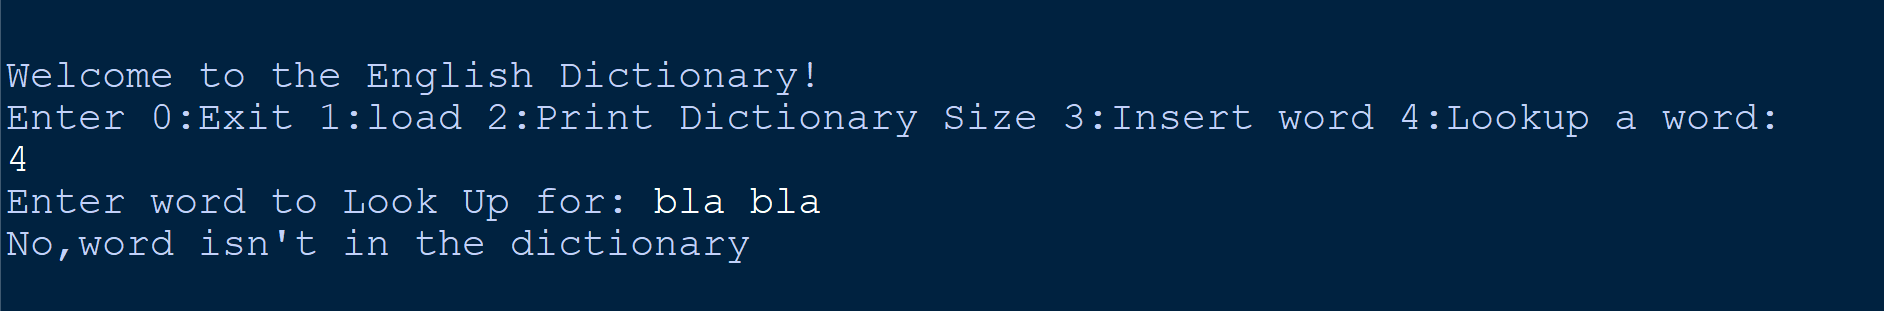 Welcome to the English Dictionary!
Enter 0:Exit 1:load 2:Print Dictionary Size 3:Insert word 4:Lookup a word:
4
Enter word to Look Up for: bla bla
No,word isn't in the dictionary